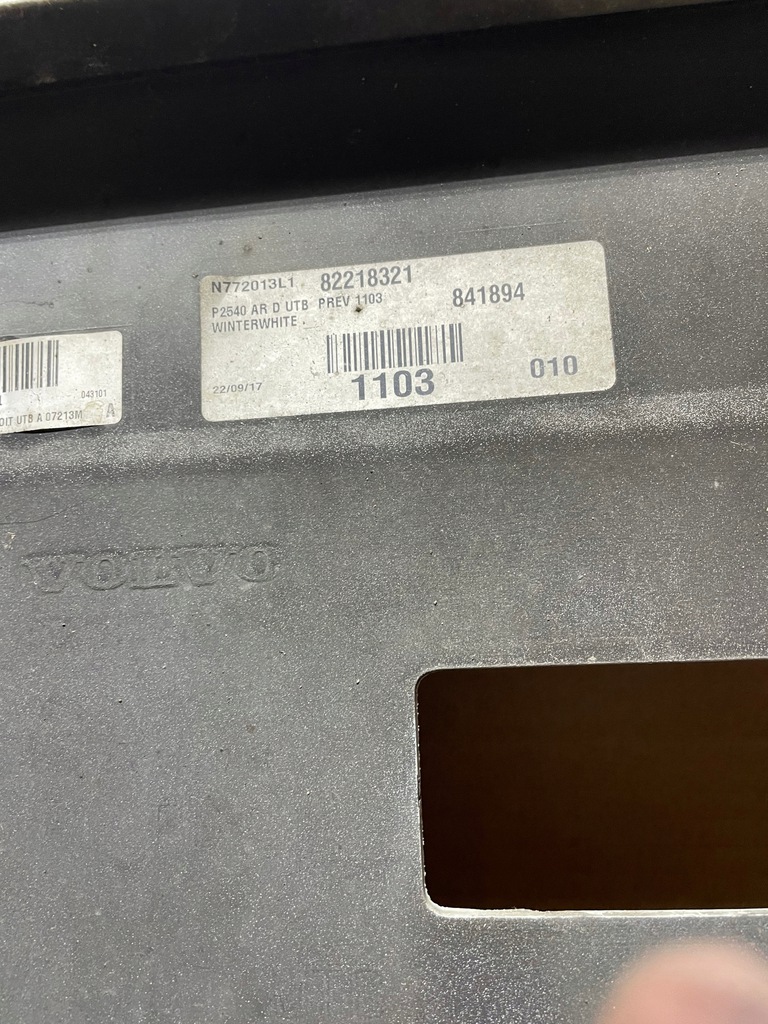 N772013L1 82218321
P2540 AR D UTB PREV 1103 841894
WINTERWHITE
22/09/17 1103 010
043101
UTB A 07213M A
VOLVO